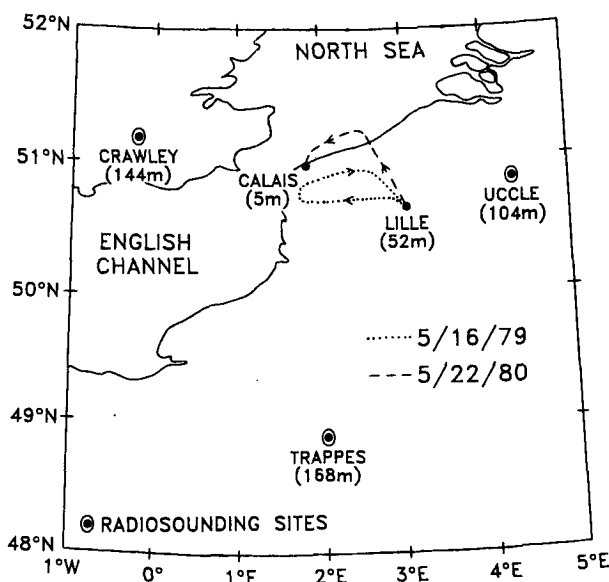 52°N
NORTH SEA
CRAWLEY
(144m)
51°N
CALAIS
(5m)
UCCLE
(104m)
LILLE
(52m)
ENGLISH
CHANNEL
50°N
5/16/79
5/22/80
49°N
TRAPPES
(168m)
RADIOSOUNDING SITES
48°N
1°W
0°
1°E
2°E
3°E
4°E
5°E